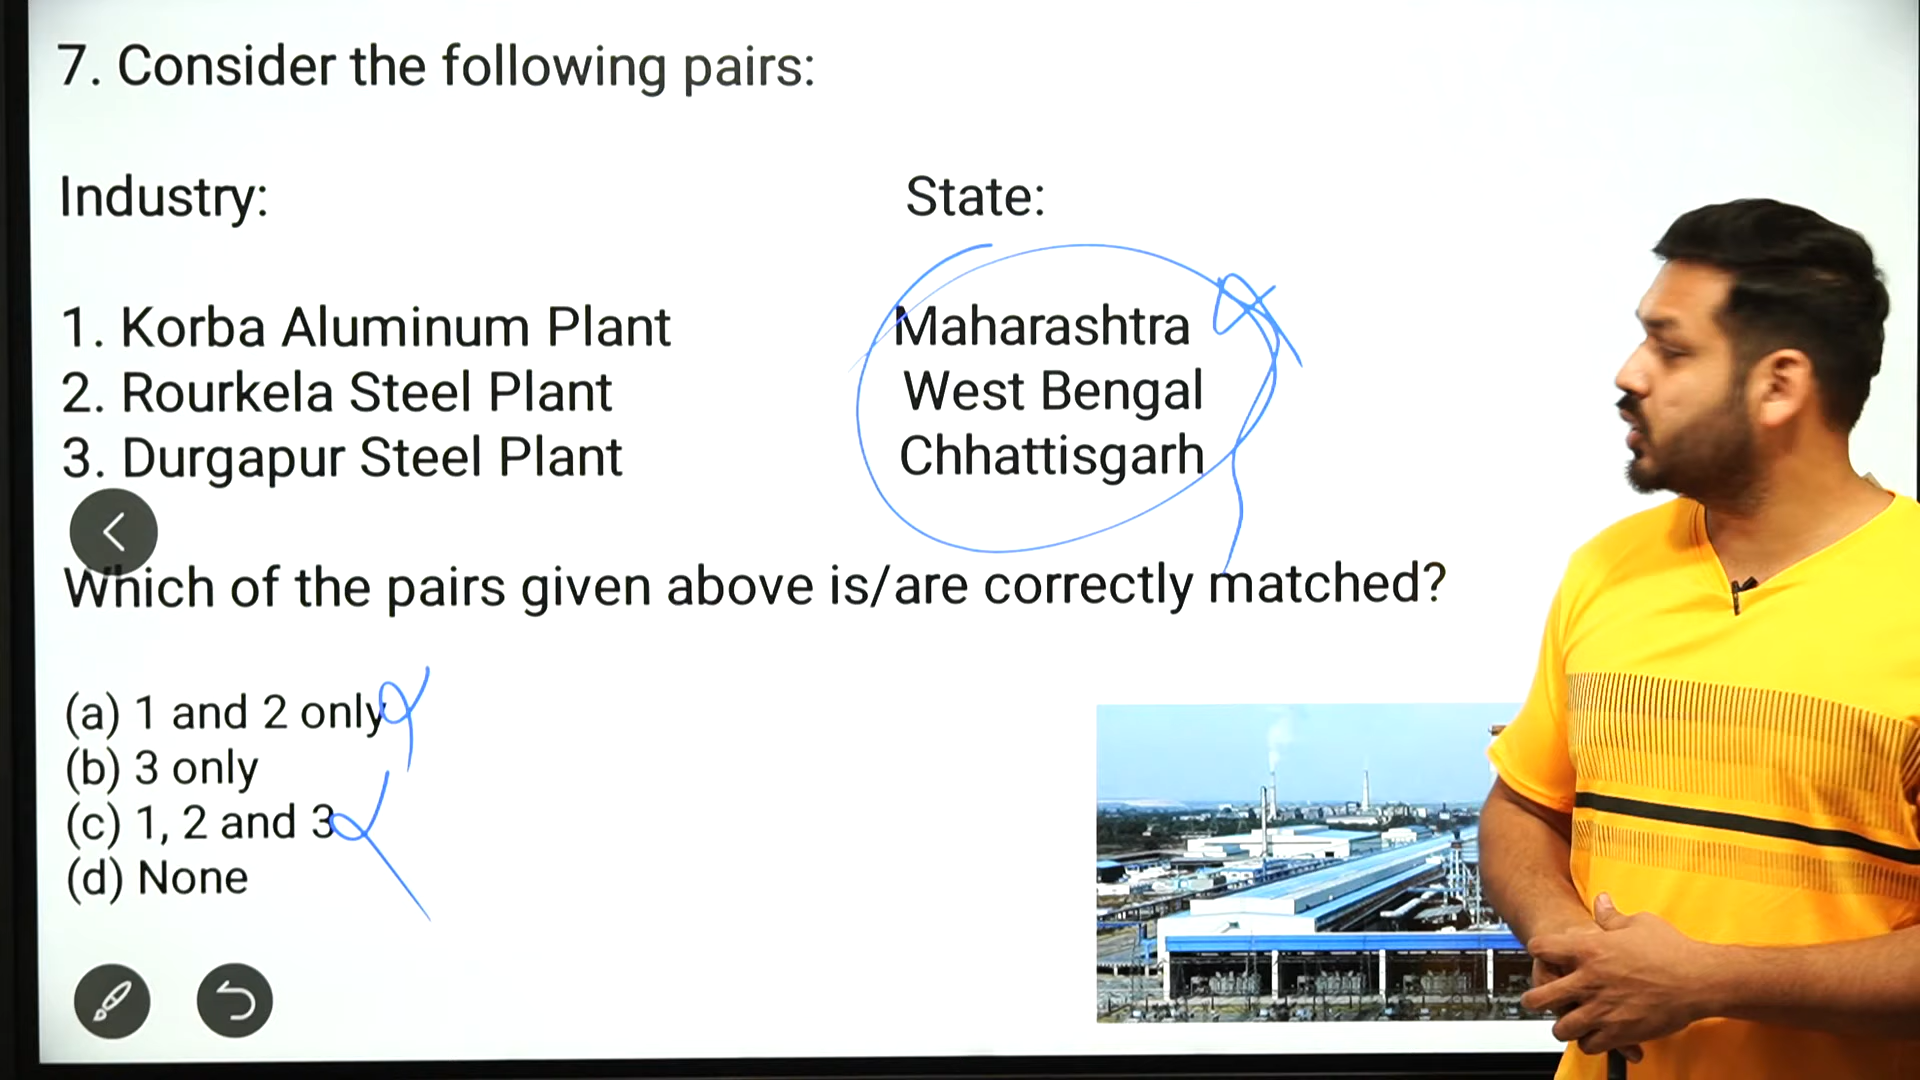 7. Consider the following pairs:
Industry: State:
1. Korba Aluminum Plant Maharashtra
2. Rourkela Steel Plant West Bengal
3. Durgapur Steel Plant Chhattisgarh
Which of the pairs given above is/are correctly matched?
(a) 1 and 2 only
(b) 3 only
(c) 1, 2 and 3
(d) None